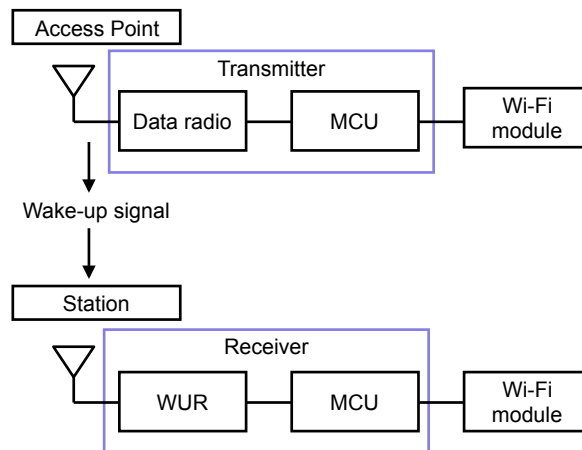 Access Point
Transmitter
Data radio
MCU
Wi-Fi
module
Wake-up signal
Station
Receiver
WUR
MCU
Wi-Fi
module